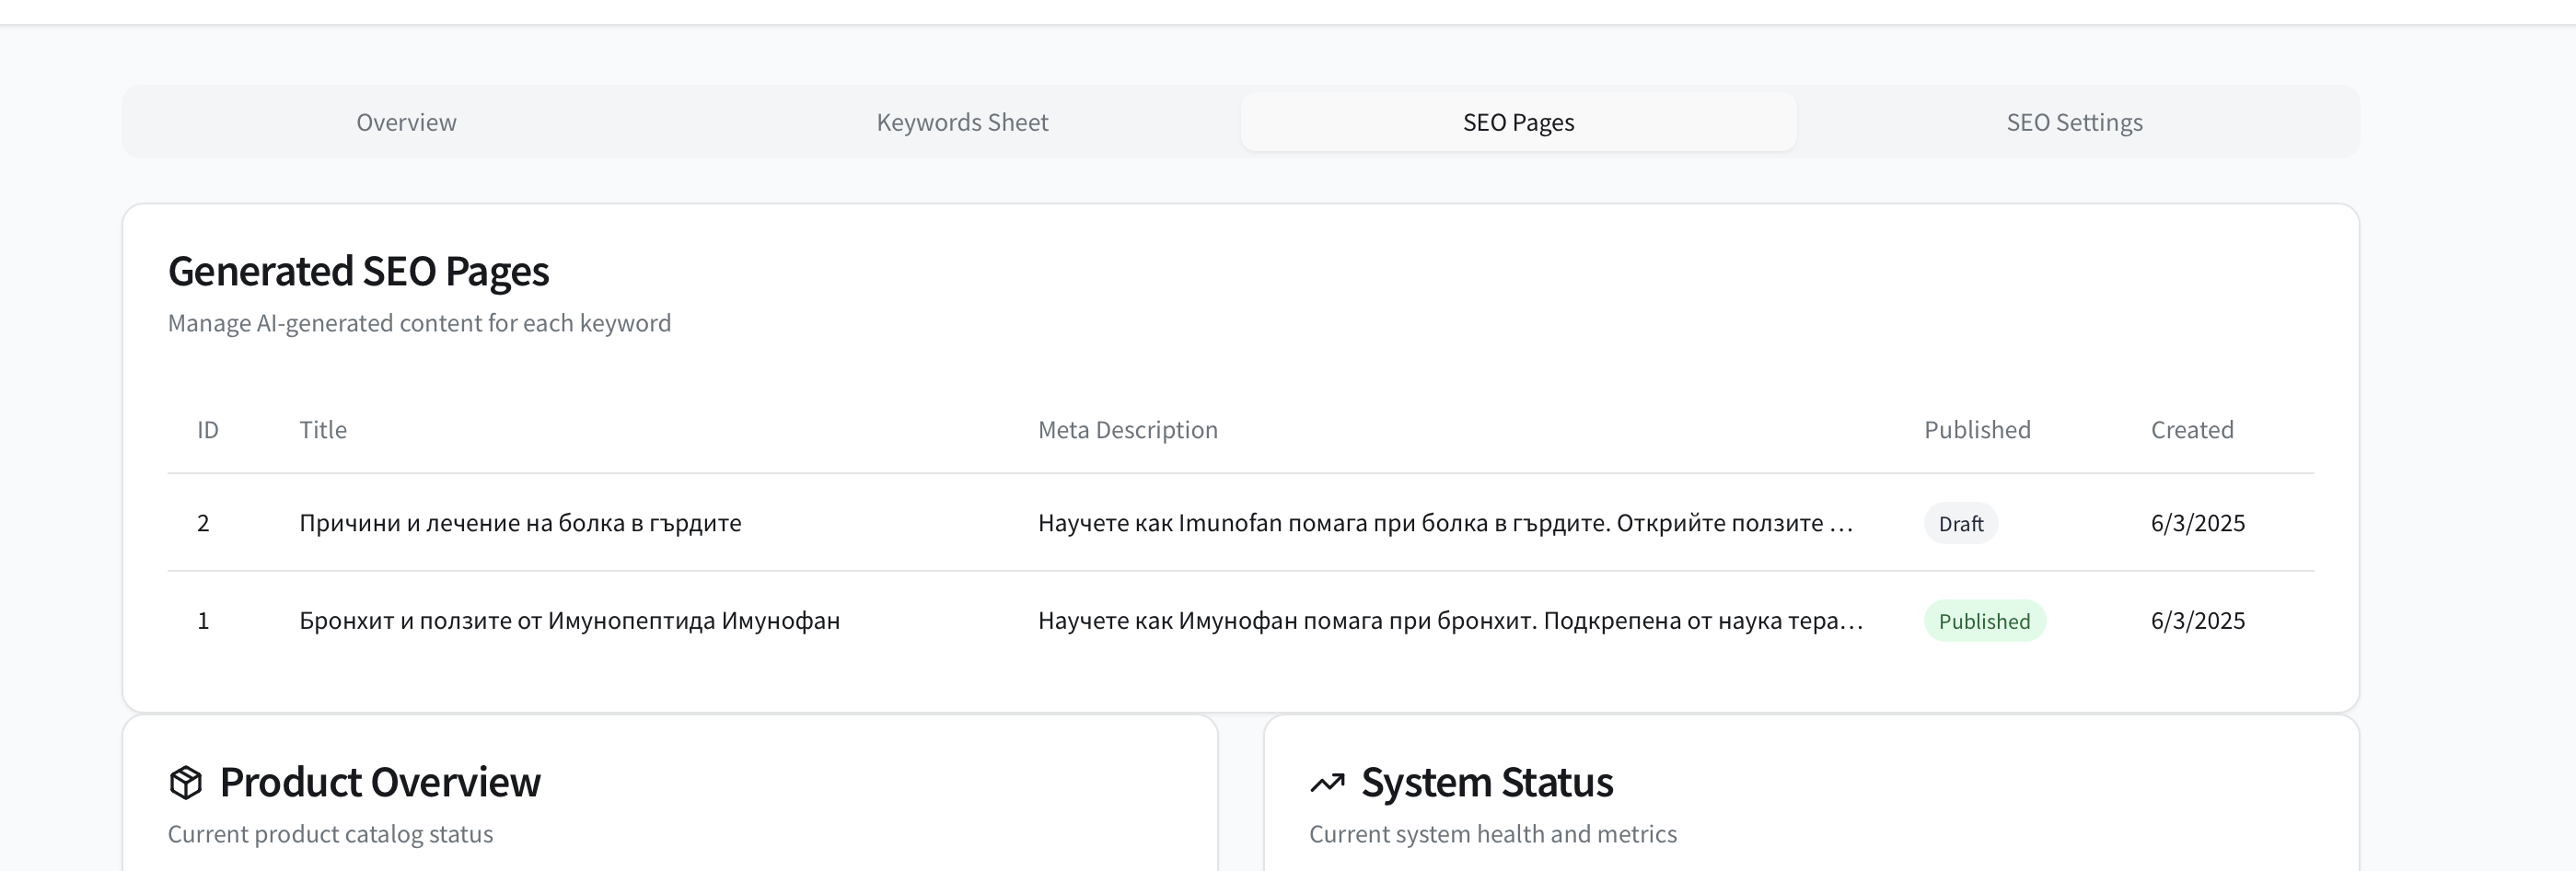 Overview Keywords Sheet SEO Pages SEO Settings
Generated SEO Pages
Manage AI-generated content for each keyword
ID Title Meta Description Published Created
2 Причини и лечение на болка в гърдите Научете как Imunofan помага при болка в гърдите. Открийте ползите … Draft 6/3/2025
1 Бронхит и ползите от Имунопептида Имунофан Научете как Имунофан помага при бронхит. Подкрепена от наука тера… Published 6/3/2025
Product Overview System Status
Current product catalog status Current system health and metrics